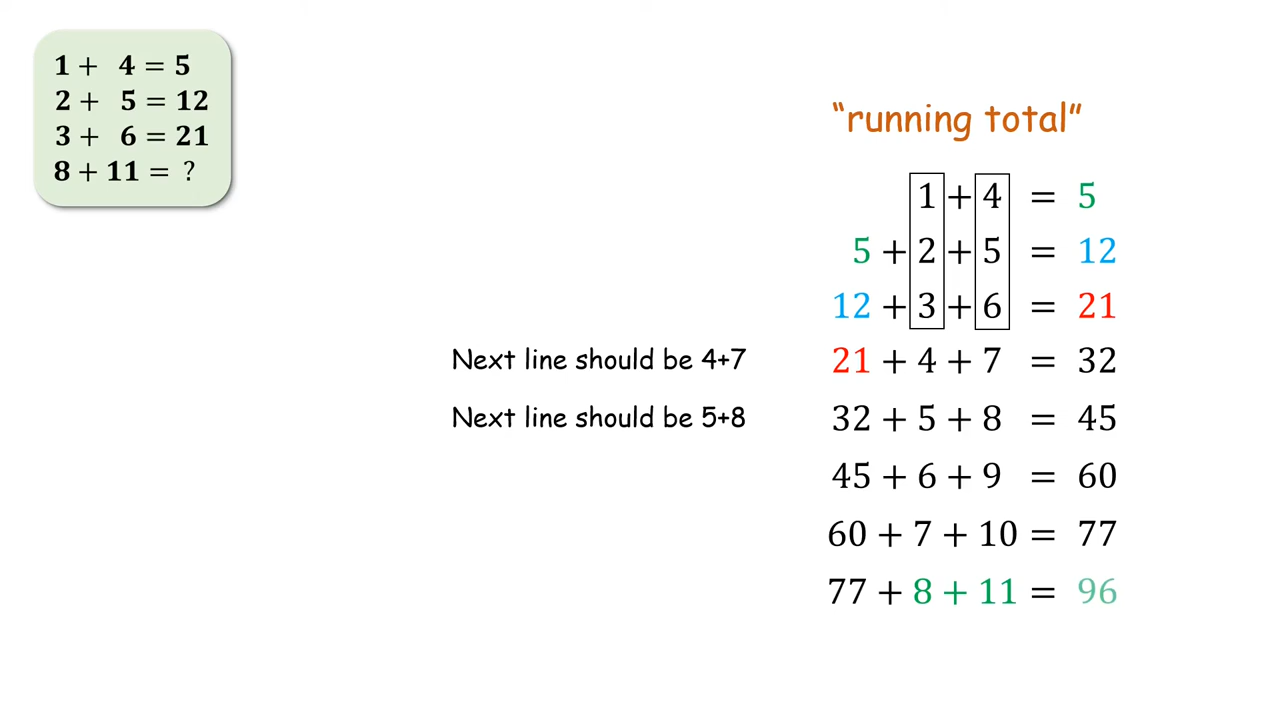 1 + 4 = 5
2 + 5 = 12
3 + 6 = 21
8 + 11 = ?
“running total”
1 + 4 = 5
5 + 2 + 5 = 12
12 + 3 + 6 = 21
Next line should be 4+7 21 + 4 + 7 = 32
Next line should be 5+8 32 + 5 + 8 = 45
45 + 6 + 9 = 60
60 + 7 + 10 = 77
77 + 8 + 11 = 96